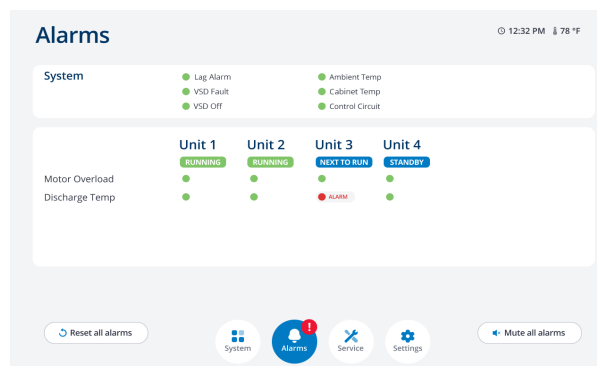 Alarms
12:32 PM 78 °F
System
Lag Alarm
Ambient Temp
VSD Fault
Cabinet Temp
VSD Off
Control Circuit
Unit 1 Unit 2 Unit 3 Unit 4
RUNNING RUNNING NEXT TO RUN STANDBY
Motor Overload
Discharge Temp ALARM
Reset all alarms
!
System Alarms Service Settings
Mute all alarms